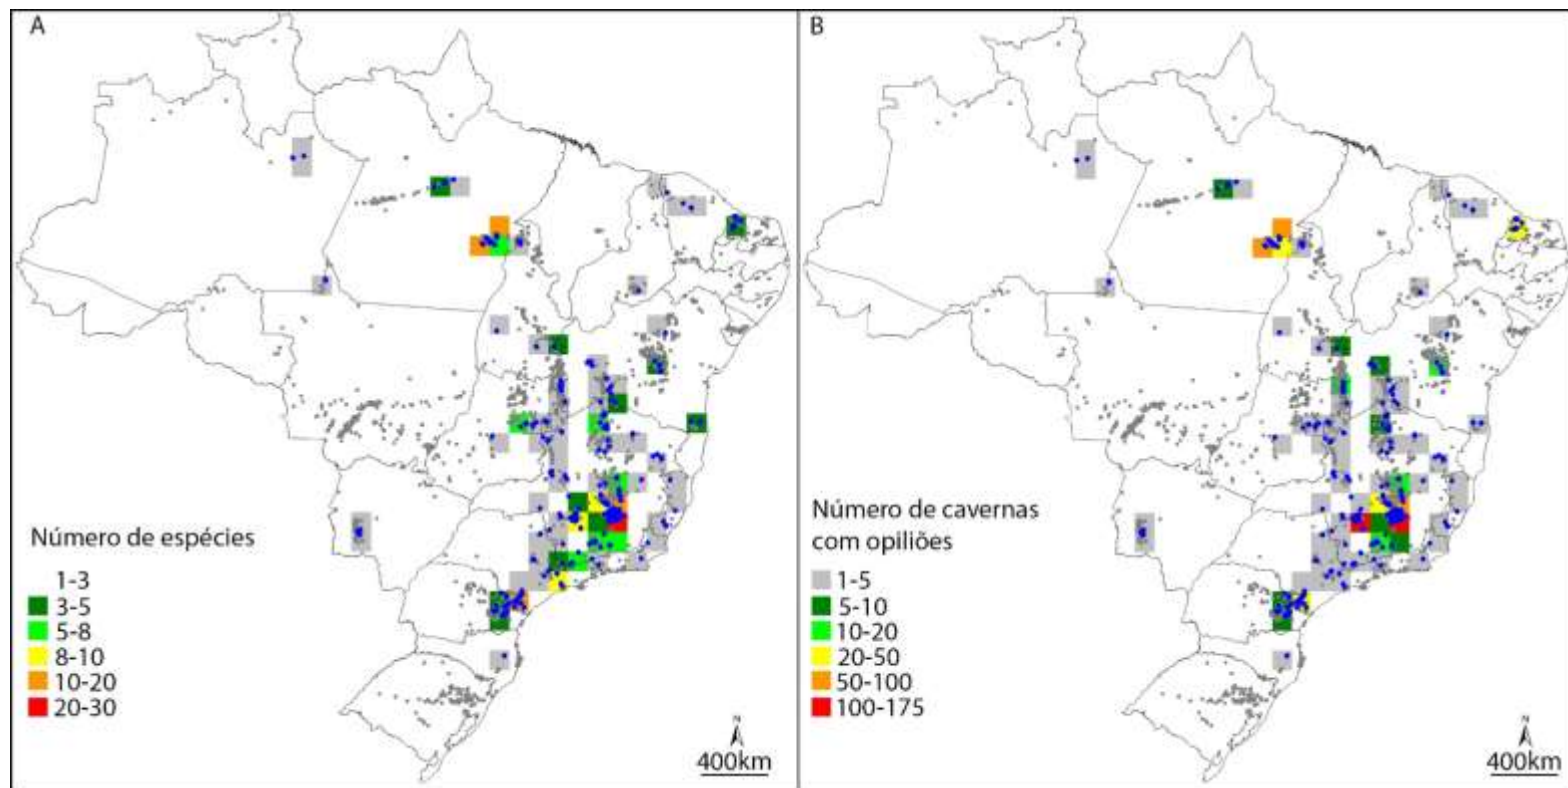 A
Número de espécies
1-3
3-5
5-8
8-10
10-20
20-30
N
400km
B
Número de cavernas
com opiliões
1-5
5-10
10-20
20-50
50-100
100-175
N
400km